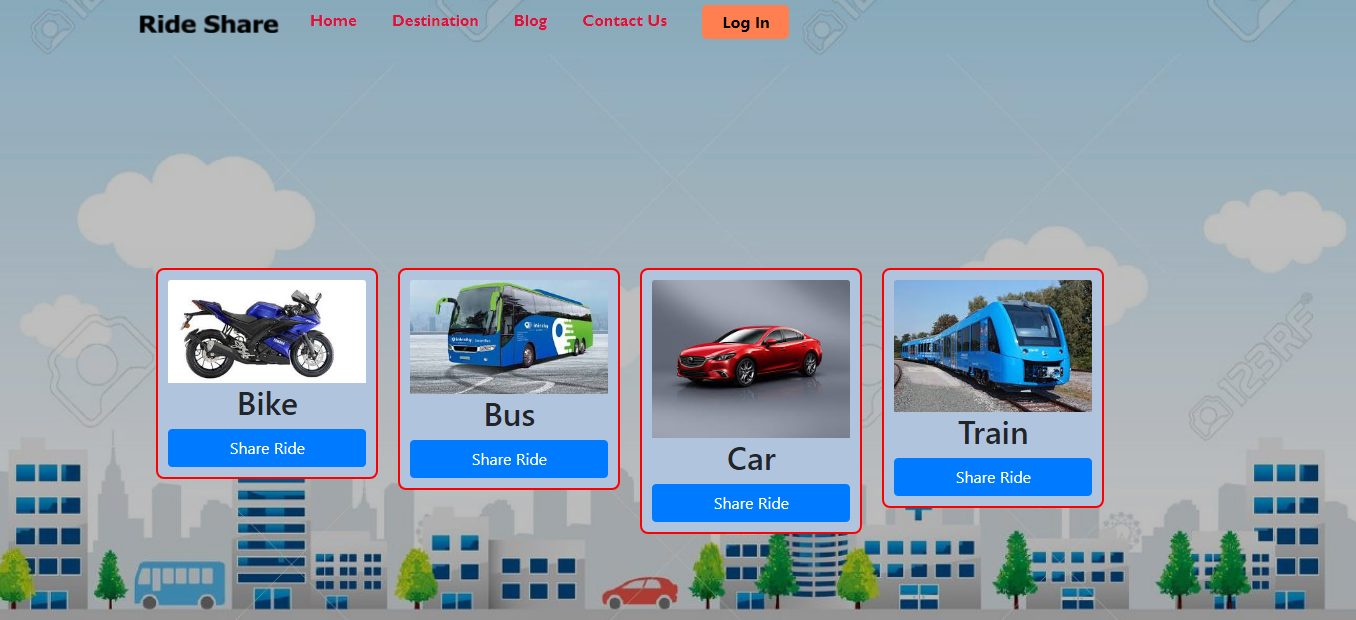 Ride Share Home Destination Blog Contact Us Log In
Bike
Share Ride
Bus
Share Ride
Car
Share Ride
Train
Share Ride
123RF